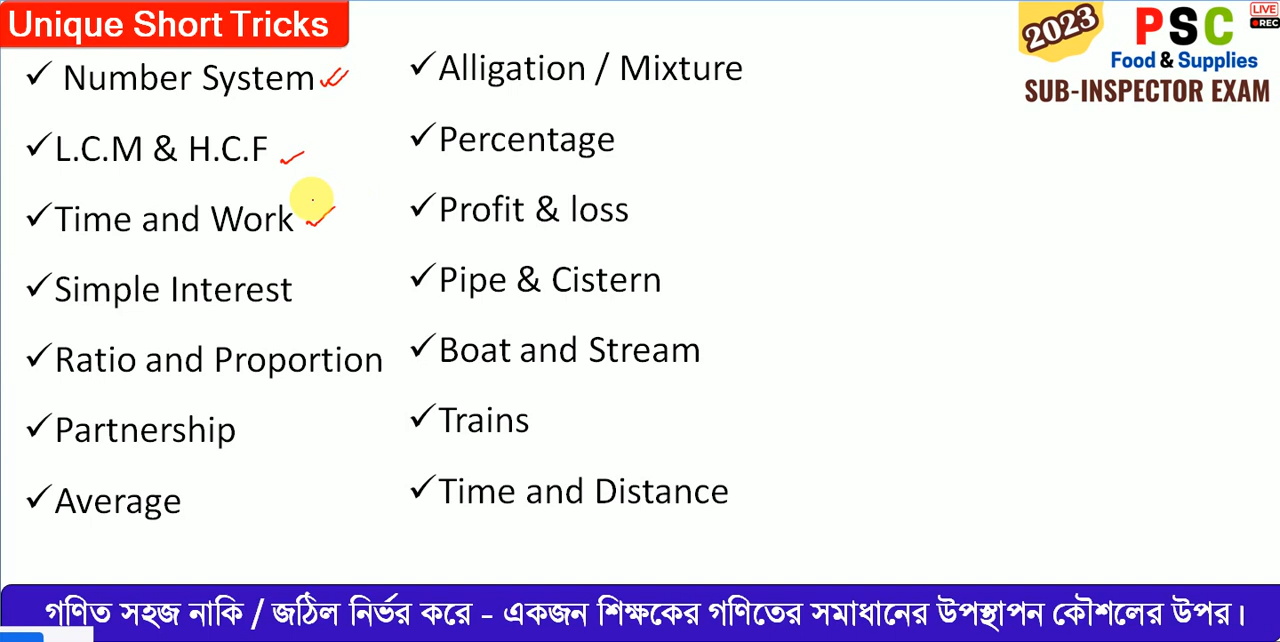 Unique Short Tricks
Number System
L.C.M & H.C.F
Time and Work
Simple Interest
Ratio and Proportion
Partnership
Average
Alligation / Mixture
Percentage
Profit & loss
Pipe & Cistern
Boat and Stream
Trains
Time and Distance
2023
PSC
Food & Supplies
SUB-INSPECTOR EXAM
LIVE
REC
গণিত সহজ নাকি / জঠিল নির্ভর করে - একজন শিক্ষকের গণিতের সমাধানের উপস্থাপন কৌশলের উপর।